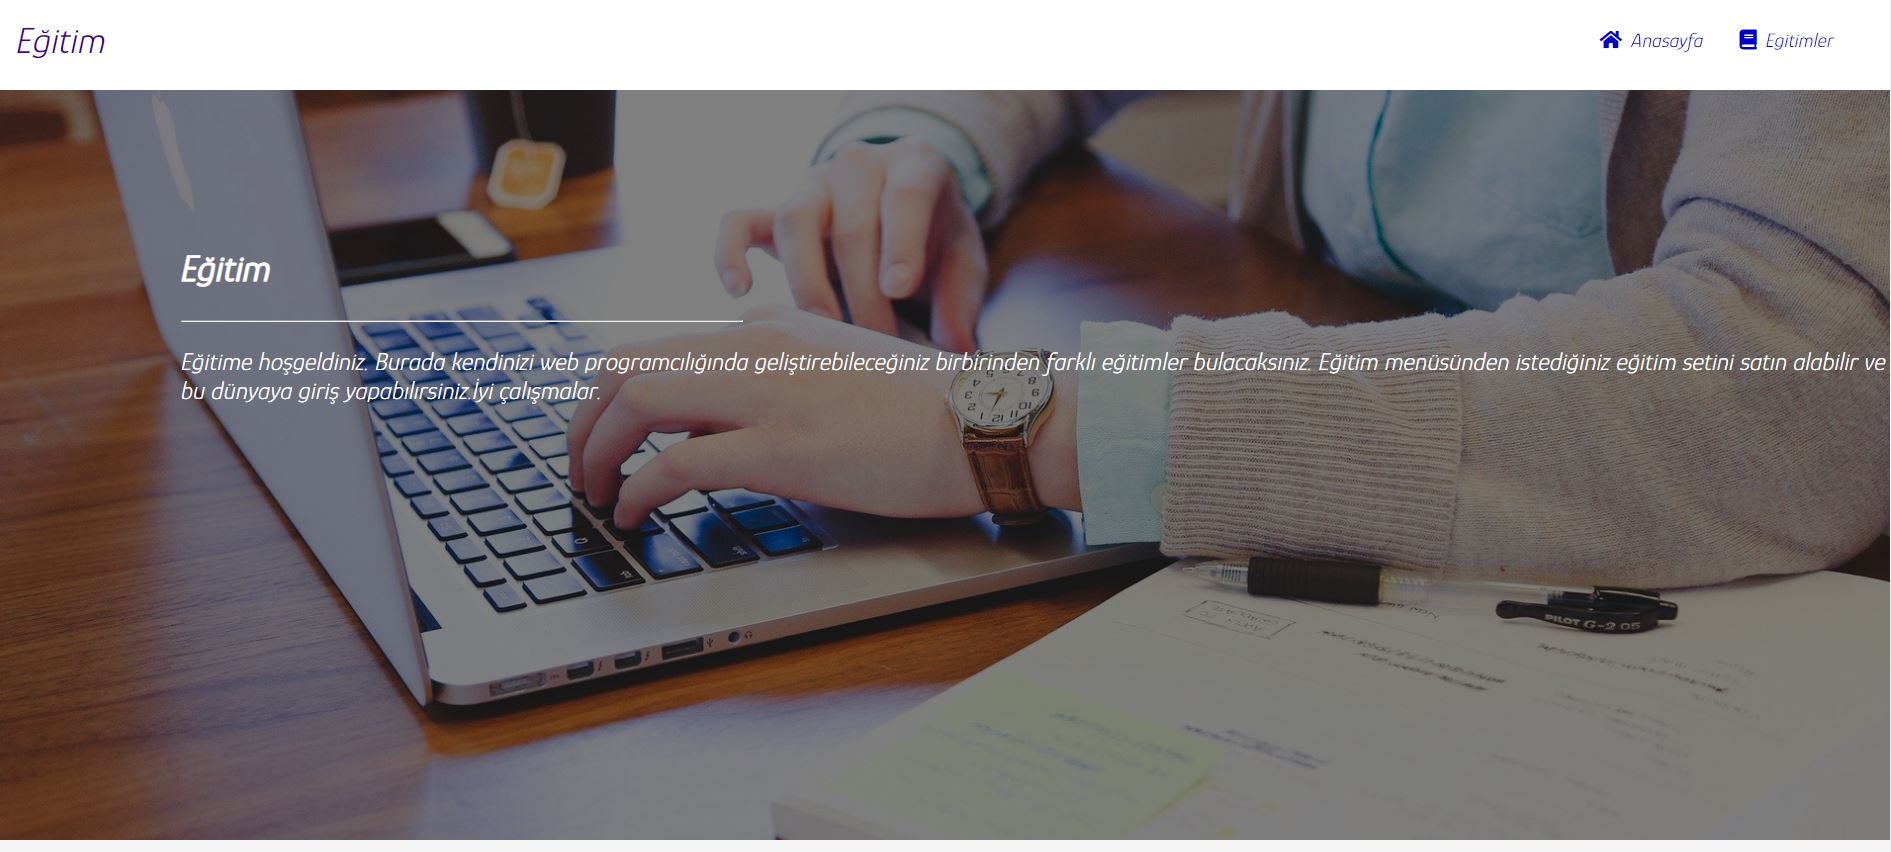 Eğitim
Anasayfa
Egitimler
Eğitim
Eğitime hoşgeldiniz. Burada kendinizi web programcılığında geliştirebileceğiniz birbirinden farklı eğitimler bulacaksınız. Eğitim menüsünden istediğiniz eğitim setini satın alabilir ve
bu dünyaya giriş yapabilirsiniz.İyi çalışmalar.
PILOT G-2 05